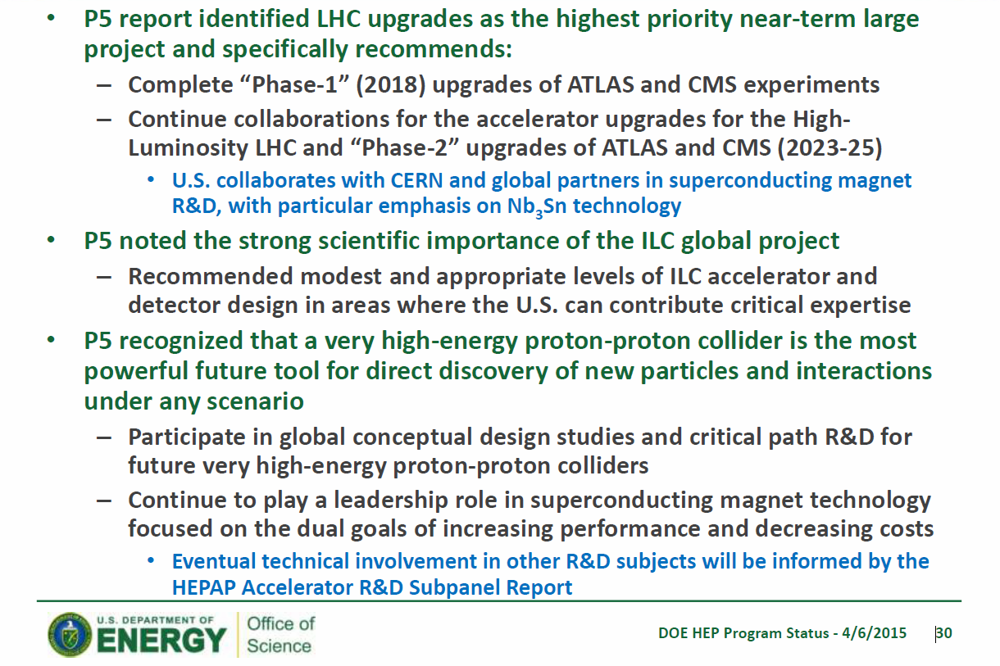 • P5 report identified LHC upgrades as the highest priority near-term large
project and specifically recommends:
– Complete “Phase-1” (2018) upgrades of ATLAS and CMS experiments
– Continue collaborations for the accelerator upgrades for the High-
Luminosity LHC and “Phase-2” upgrades of ATLAS and CMS (2023-25)
• U.S. collaborates with CERN and global partners in superconducting magnet
R&D, with particular emphasis on Nb3Sn technology
• P5 noted the strong scientific importance of the ILC global project
– Recommended modest and appropriate levels of ILC accelerator and
detector design in areas where the U.S. can contribute critical expertise
• P5 recognized that a very high-energy proton-proton collider is the most
powerful future tool for direct discovery of new particles and interactions
under any scenario
– Participate in global conceptual design studies and critical path R&D for
future very high-energy proton-proton colliders
– Continue to play a leadership role in superconducting magnet technology
focused on the dual goals of increasing performance and decreasing costs
• Eventual technical involvement in other R&D subjects will be informed by the
HEPAP Accelerator R&D Subpanel Report
U.S. DEPARTMENT OF
ENERGY
Office of
Science
DOE HEP Program Status - 4/6/2015 30